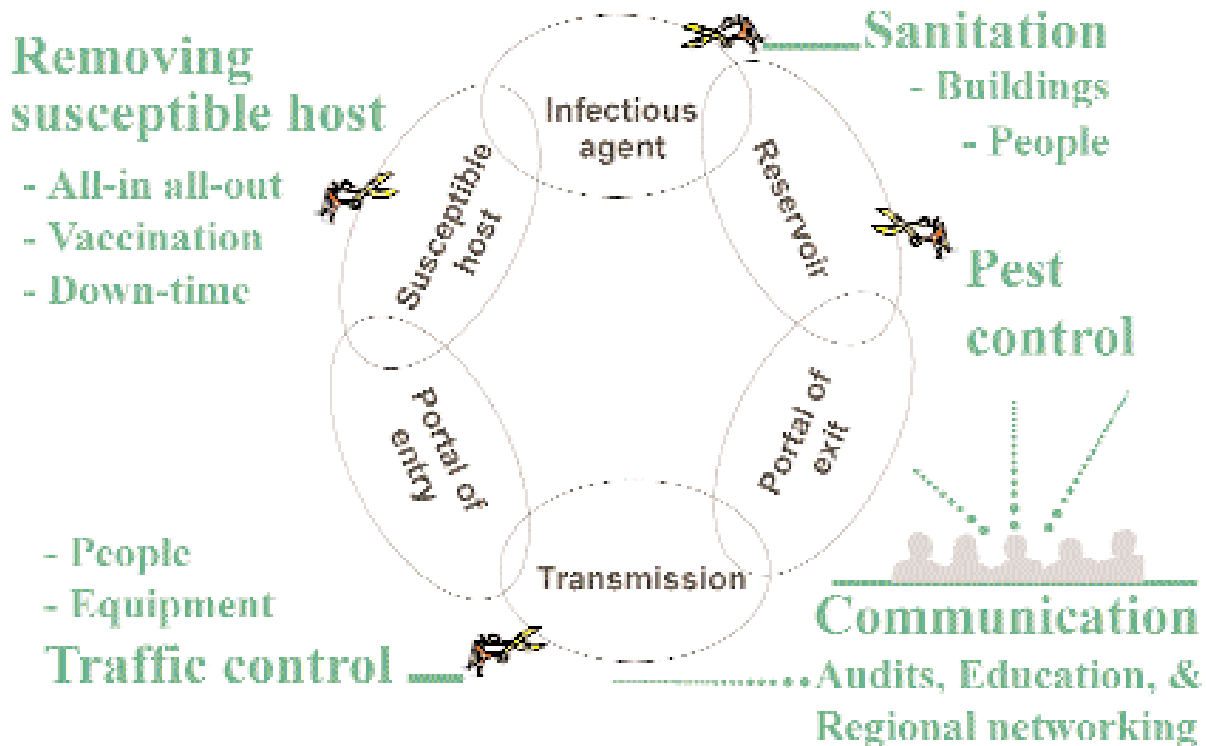 Removing
susceptible host
- All-in all-out
- Vaccination
- Down-time
Sanitation
- Buildings
- People
Infectious
agent
Reservoir
Susceptible
host
Pest
control
Portal of
exit
Portal of
entry
Transmission
- People
- Equipment
Traffic control
Communication
Audits, Education, &
Regional networking